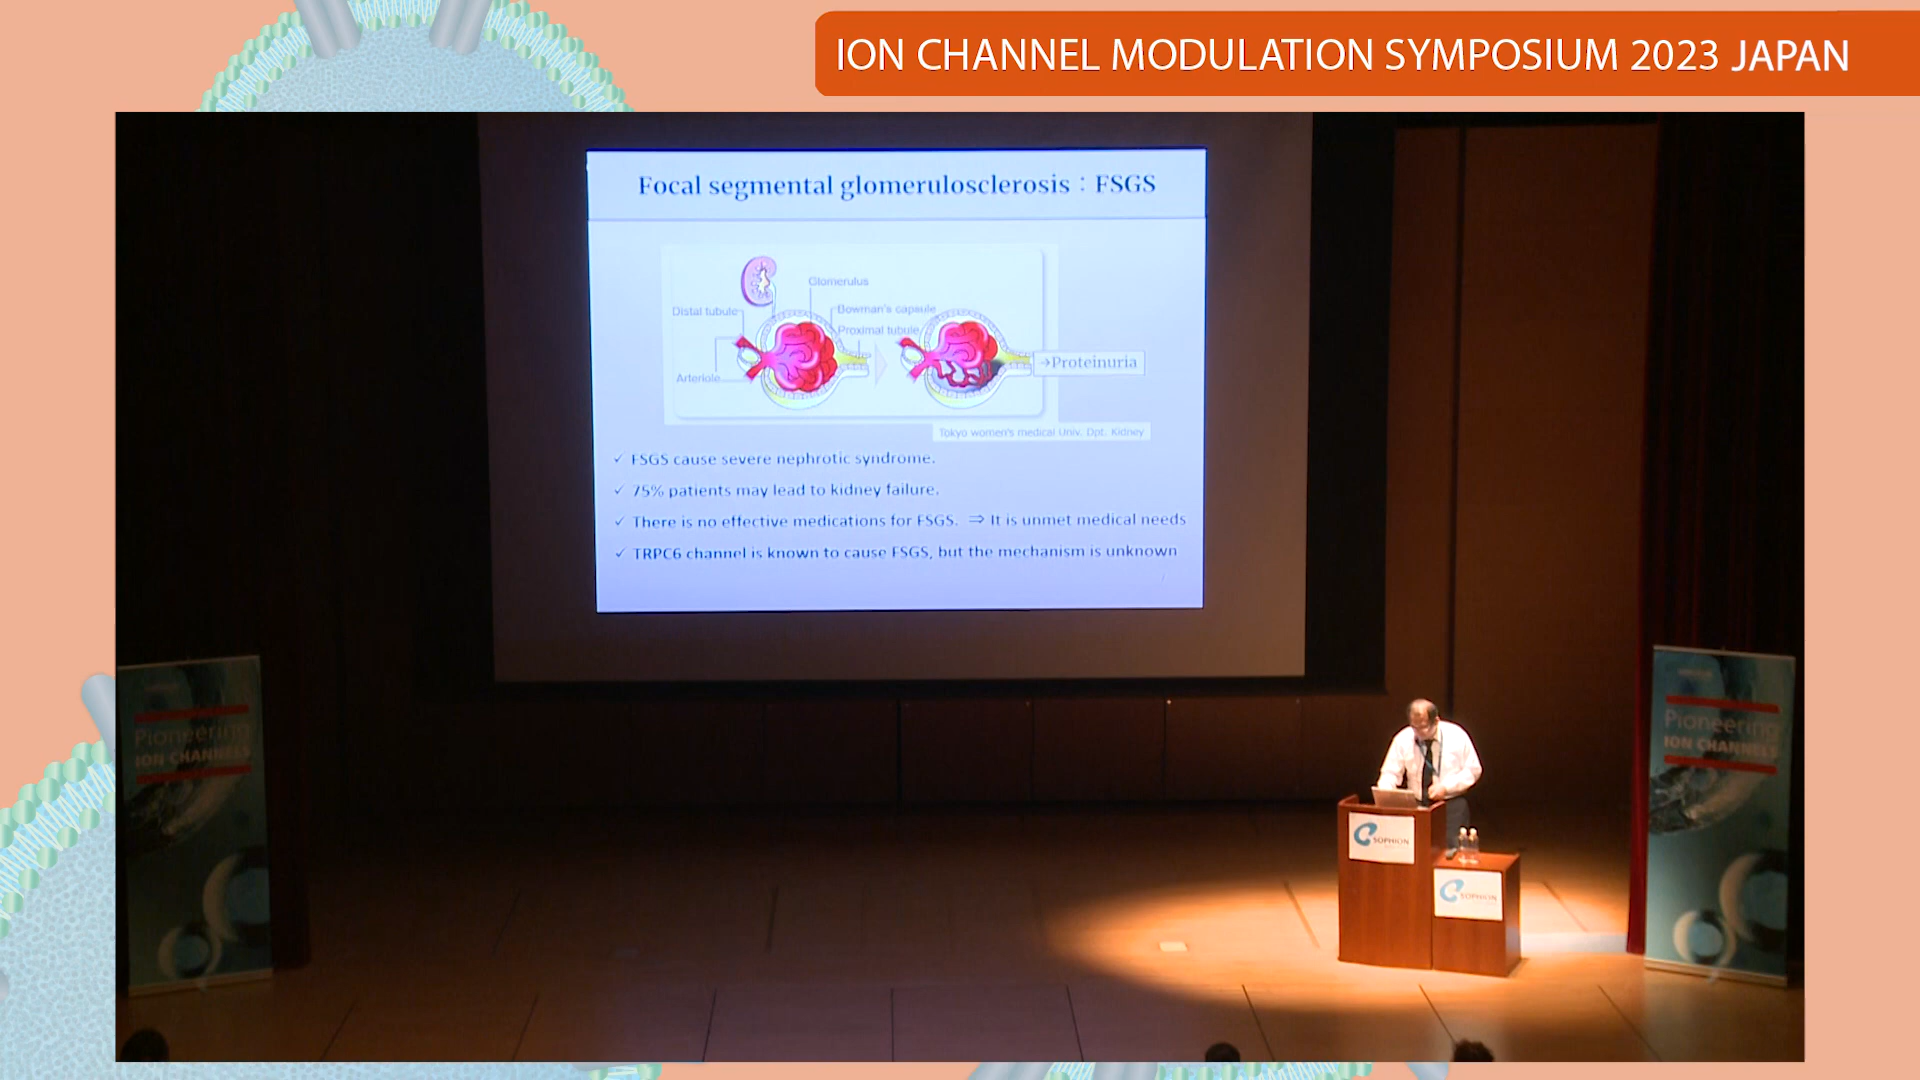 ION CHANNEL MODULATION SYMPOSIUM 2023 JAPAN
Focal segmental glomerulosclerosis：FSGS
Glomerulus
Distal tubule
Bowman's capsule
Proximal tubule
→Proteinuria
Arteriole
Tokyo women's medical Univ. Dpt. Kidney
✓ FSGS cause severe nephrotic syndrome.
✓ 75% patients may lead to kidney failure.
✓ There is no effective medications for FSGS. ⇒ It is unmet medical needs
✓ TRPC6 channel is known to cause FSGS, but the mechanism is unknown
Pioneering
ION CHANNELS
Pioneering
ION CHANNELS
SOPHION
SOPHION